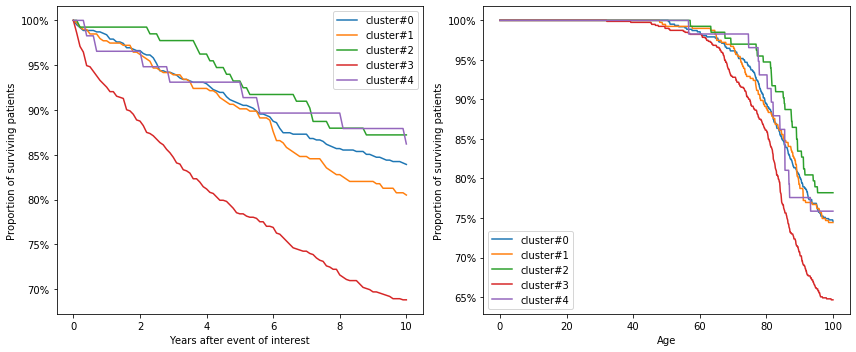 100%
95%
90%
85%
80%
75%
70%
Proportion of surviving patients
0
2
4
6
8
10
Years after event of interest
cluster#0
cluster#1
cluster#2
cluster#3
cluster#4
100%
95%
90%
85%
80%
75%
70%
65%
Proportion of surviving patients
0
20
40
60
80
100
Age
cluster#0
cluster#1
cluster#2
cluster#3
cluster#4